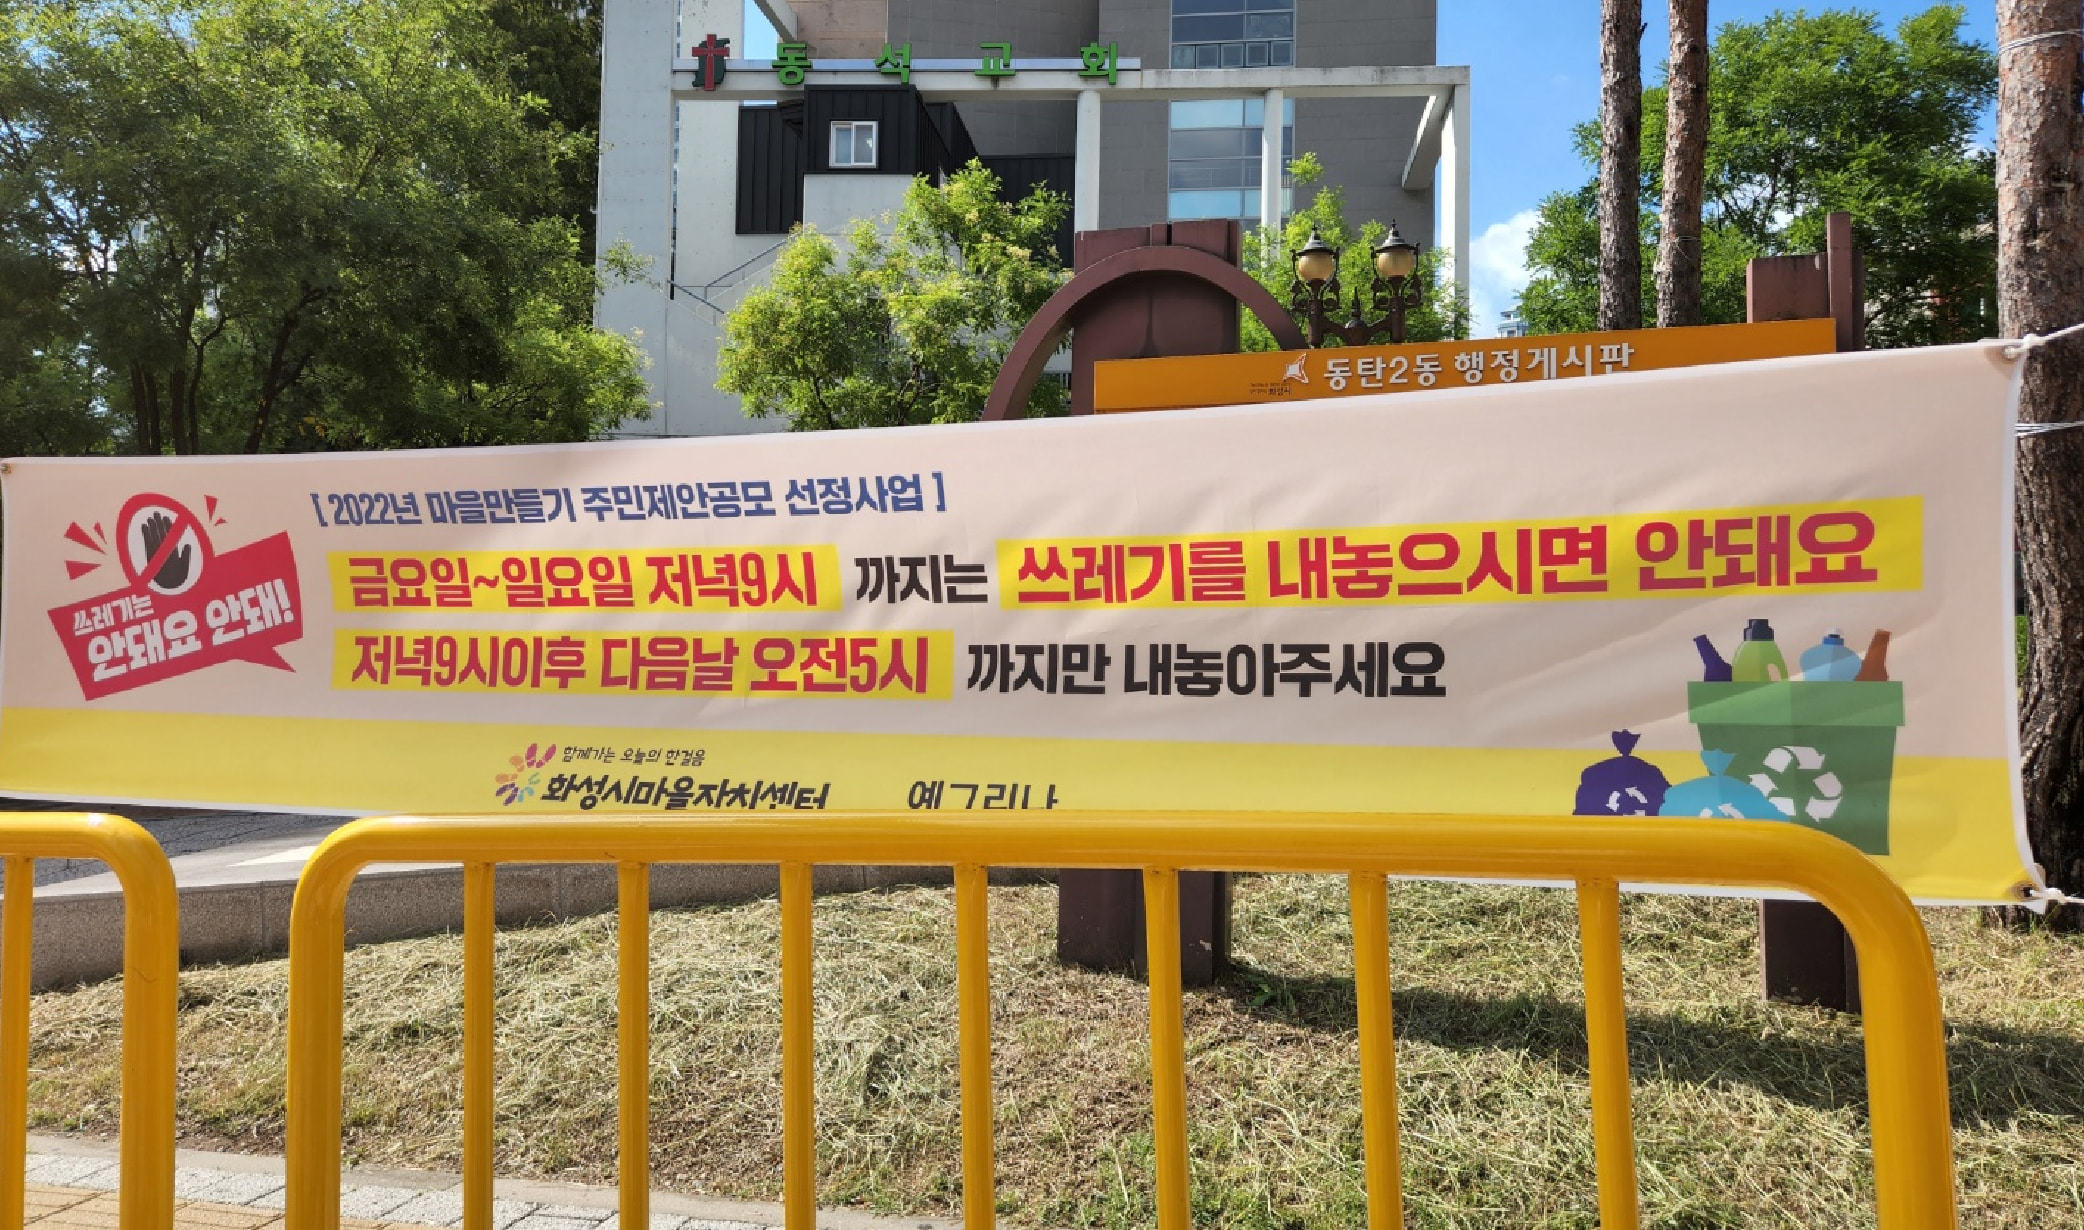 동석교회
동탄2동 행정게시판
[ 2022년 마을만들기 주민제안공모 선정사업 ]
쓰레기는
안돼요 안돼!
금요일~일요일 저녁9시 까지는 쓰레기를 내놓으시면 안돼요
저녁9시이후 다음날 오전5시 까지만 내놓아주세요
함께가는 오늘의 한걸음
화성시마을자치센터 예그리나